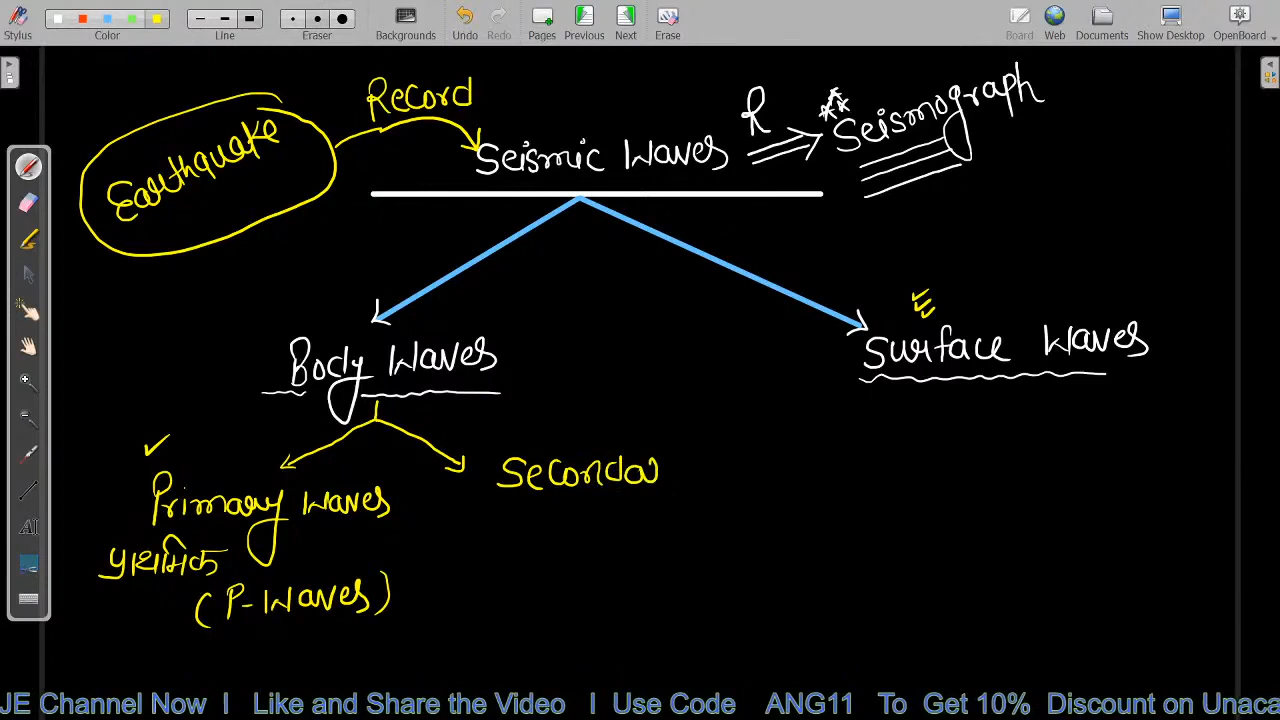 Stylus Color Line Eraser Backgrounds Undo Redo Pages Previous Next Erase Board Web Documents Show Desktop OpenBoard
Earthquake
Record
Seismic Waves
R
Seismograph
Body Waves
Surface Waves
Primary Waves
Seconda
प्राथमिक
(P-Waves)
JE Channel Now I Like and Share the Video I Use Code ANG11 To Get 10% Discount on Unaca